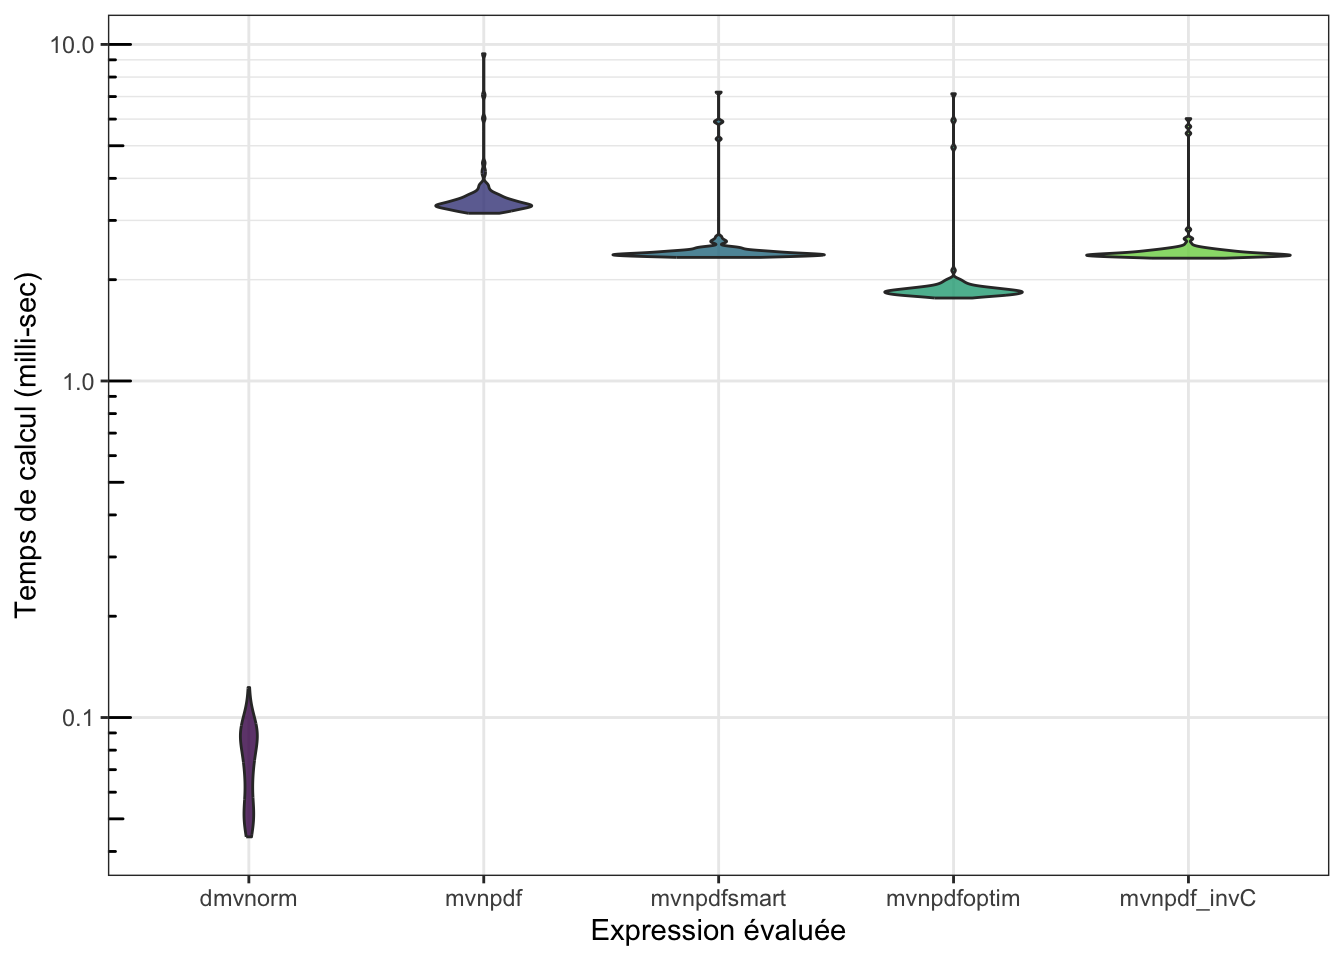 10.0
1.0
0.1
Temps de calcul (milli-sec)
dmvnorm mvnpdf mvnpdfsmart mvnpdfoptim mvnpdf_invC
Expression évaluée